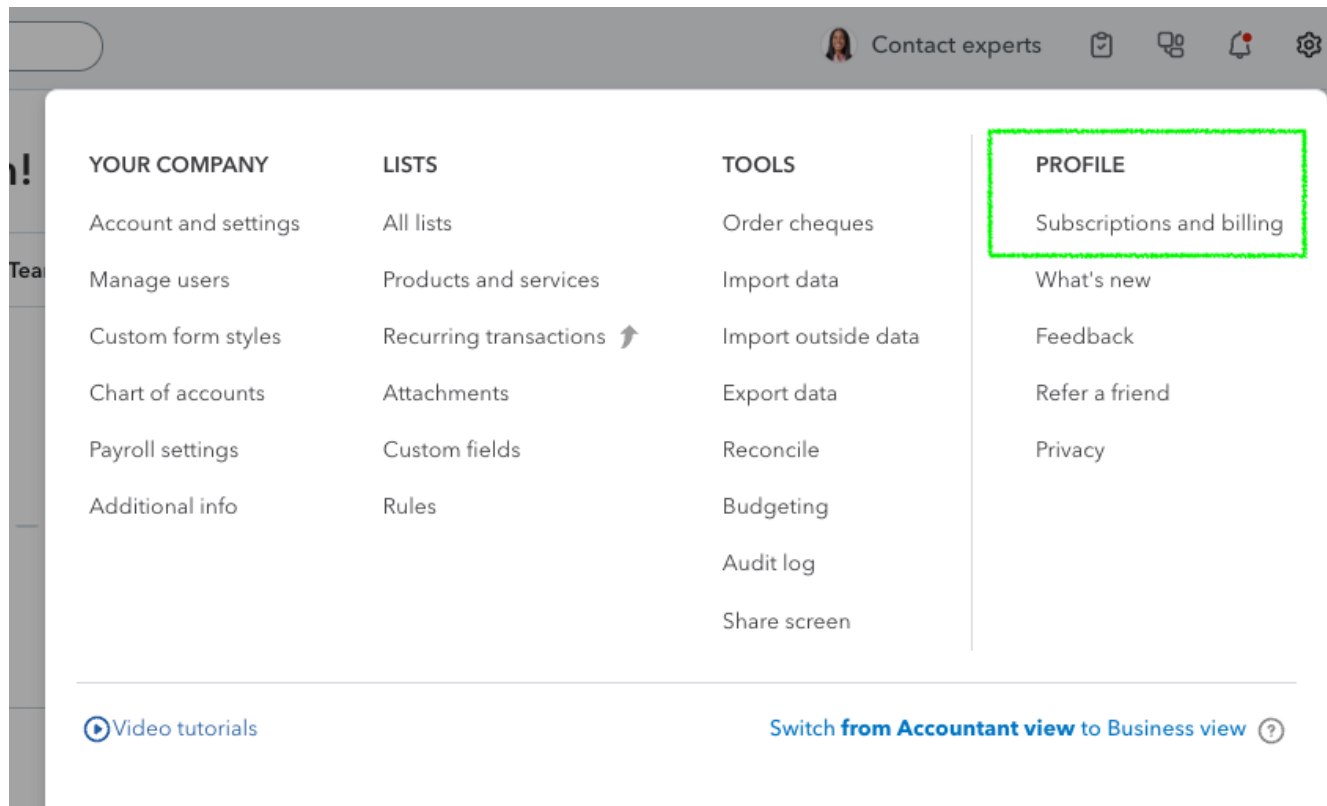 Contact experts
n!
Tea
YOUR COMPANY
Account and settings
Manage users
Custom form styles
Chart of accounts
Payroll settings
Additional info
LISTS
All lists
Products and services
Recurring transactions
Attachments
Custom fields
Rules
TOOLS
Order cheques
Import data
Import outside data
Export data
Reconcile
Budgeting
Audit log
Share screen
PROFILE
Subscriptions and billing
What's new
Feedback
Refer a friend
Privacy
Video tutorials
Switch from Accountant view to Business view ?